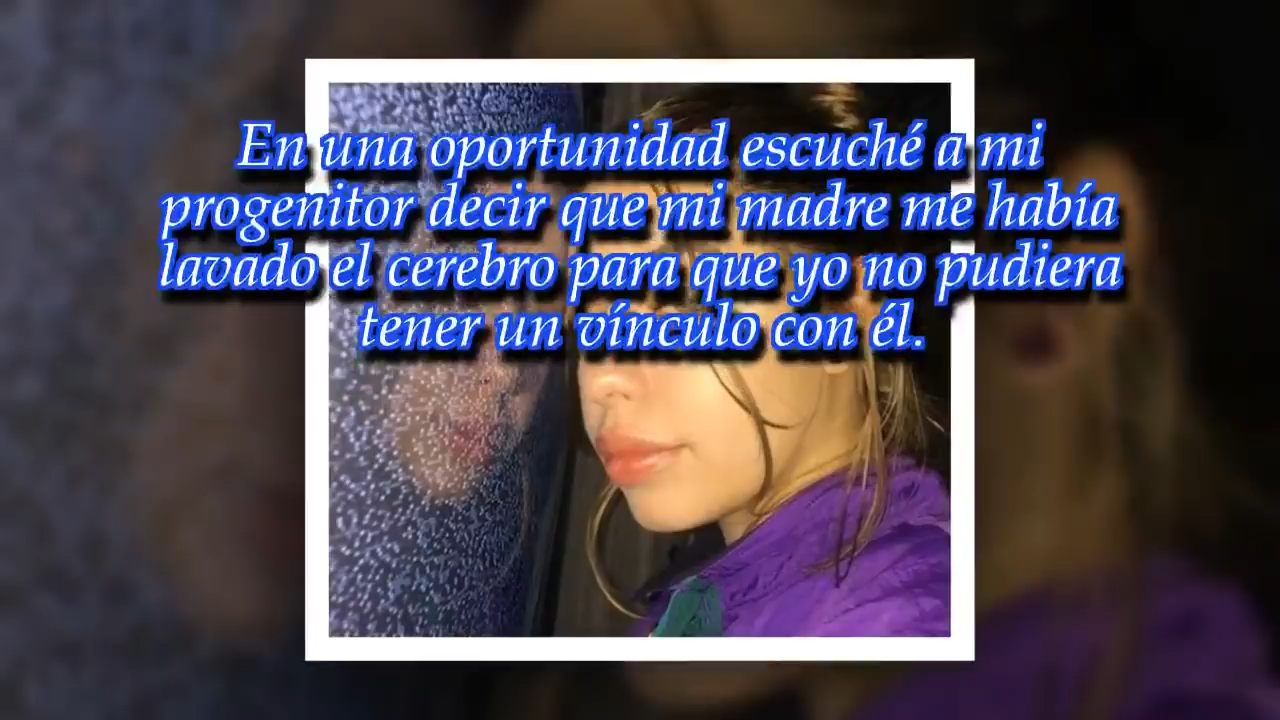 En una oportunidad escuché a mi
progenitor decir que mi madre me había
lavado el cerebro para que yo no pudiera
tener un vínculo con él.